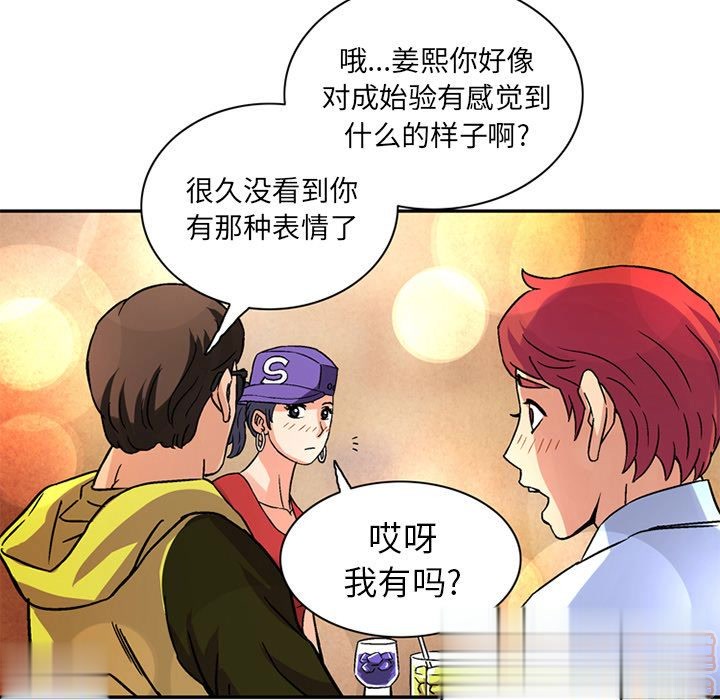 哦…姜熙你好像
对成始验有感觉到
什么的样子啊?
很久没看到你
有那种表情了
S
哎呀
我有吗?